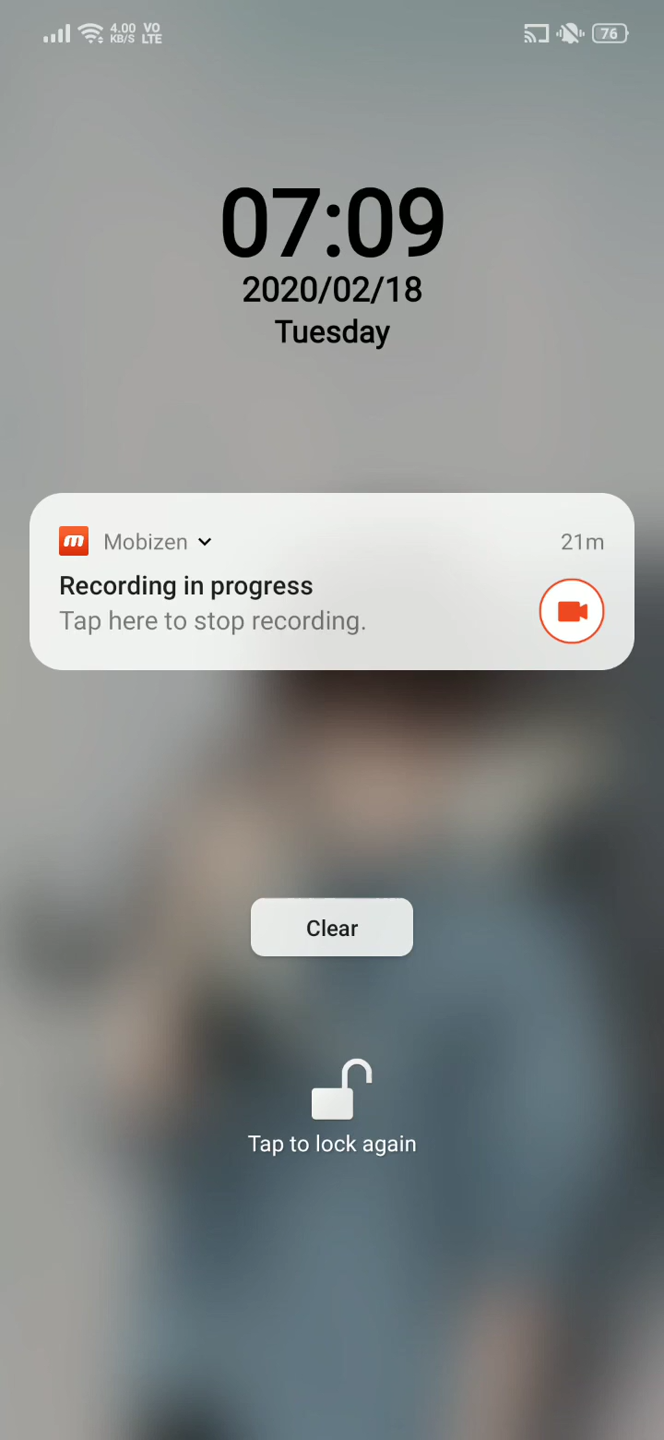 4.00
KB/S
VO
LTE
76
07:09
2020/02/18
Tuesday
m
Mobizen
21m
Recording in progress
Tap here to stop recording.
Clear
Tap to lock again